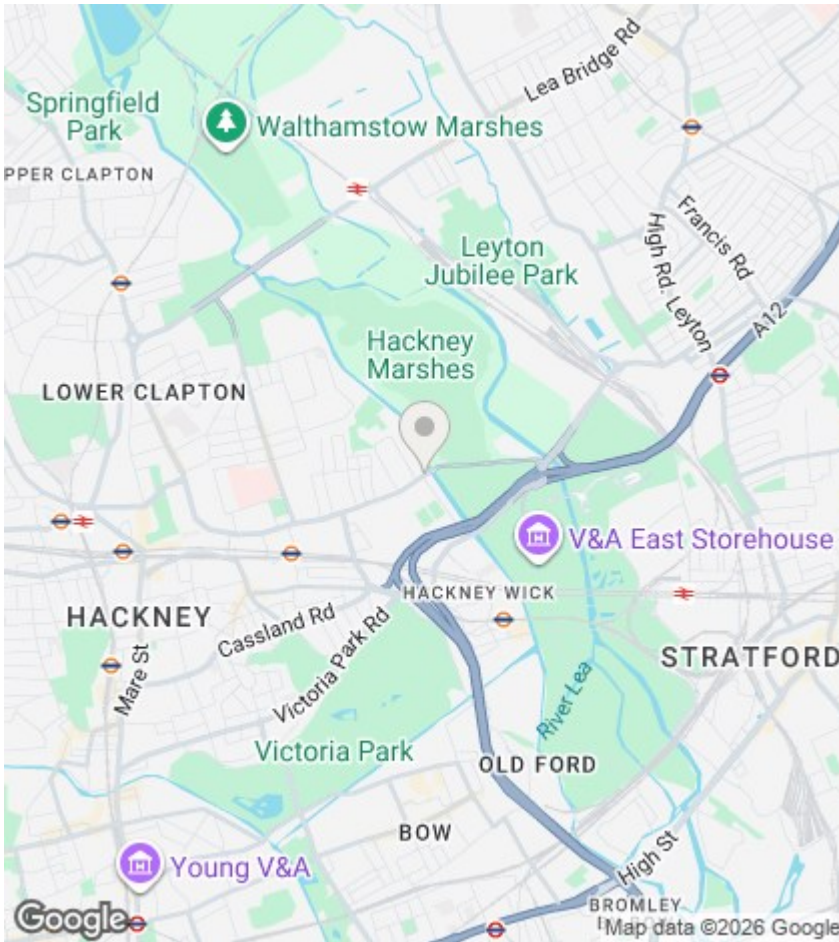 Lea Bridge Rd
Springfield
Park
Walthamstow Marshes
PPER CLAPTON
Francis Rd
High Rd. Leyton
Leyton
Jubilee Park
A12
Hackney
Marshes
LOWER CLAPTON
V&A East Storehouse
HACKNEY WICK
HACKNEY
Cassland Rd
Mare St
Victoria Park Rd
STRATFORD
River Lea
Victoria Park
OLD FORD
BOW
Young V&A
High St
BROMLEY
Google
Map data ©2026 Google